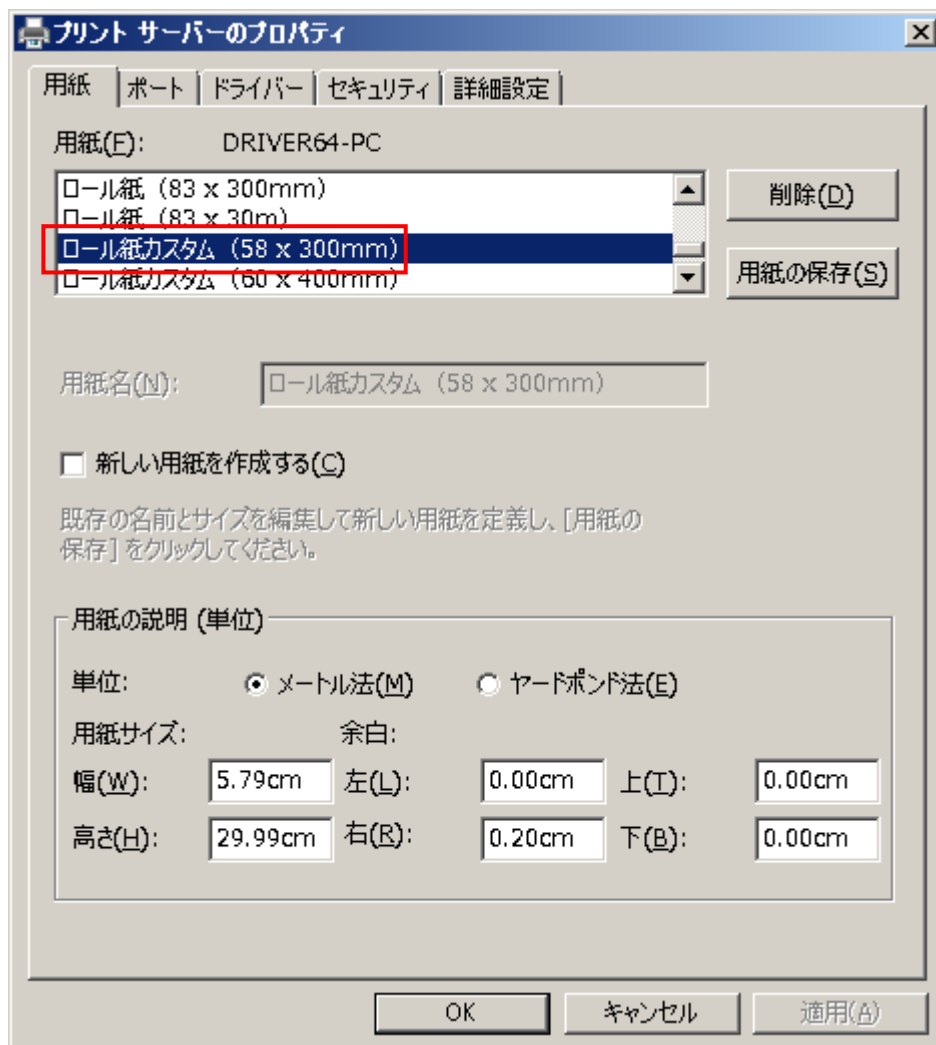 プリント サーバーのプロパティ
用紙 ポート ドライバー セキュリティ 詳細設定
用紙(F): DRIVER64-PC
ロール紙 (83 x 300mm)
ロール紙 (83 x 30m)
ロール紙カスタム (58 x 300mm)
ロール紙カスタム (60 x 400mm)
削除(D)
用紙の保存(S)
用紙名(N): ロール紙カスタム (58 x 300mm)
新しい用紙を作成する(C)
既存の名前とサイズを編集して新しい用紙を定義し、[用紙の
保存] をクリックしてください。
用紙の説明 (単位)
単位: メートル法(M) ヤードポンド法(E)
用紙サイズ: 余白:
幅(W): 5.79cm 左(L): 0.00cm 上(T): 0.00cm
高さ(H): 29.99cm 右(R): 0.20cm 下(B): 0.00cm
OK キャンセル 適用(A)